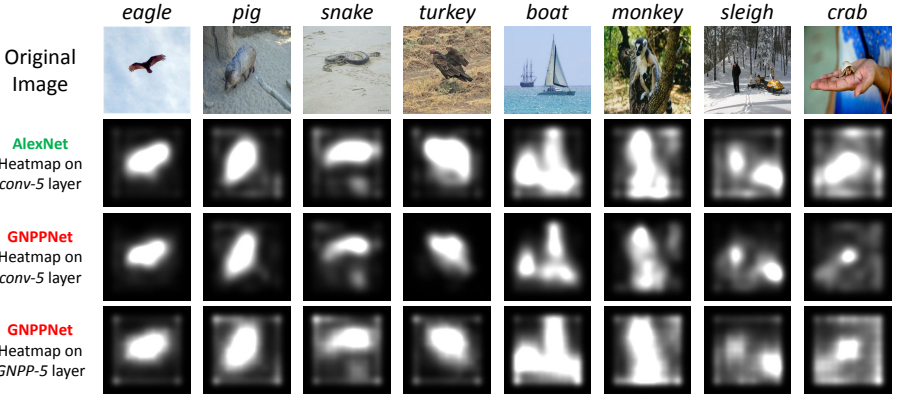 eagle pig snake turkey boat monkey sleigh crab
Original
Image
AlexNet
Heatmap on
conv-5 layer
GNPPNet
Heatmap on
conv-5 layer
GNPPNet
Heatmap on
GNPP-5 layer